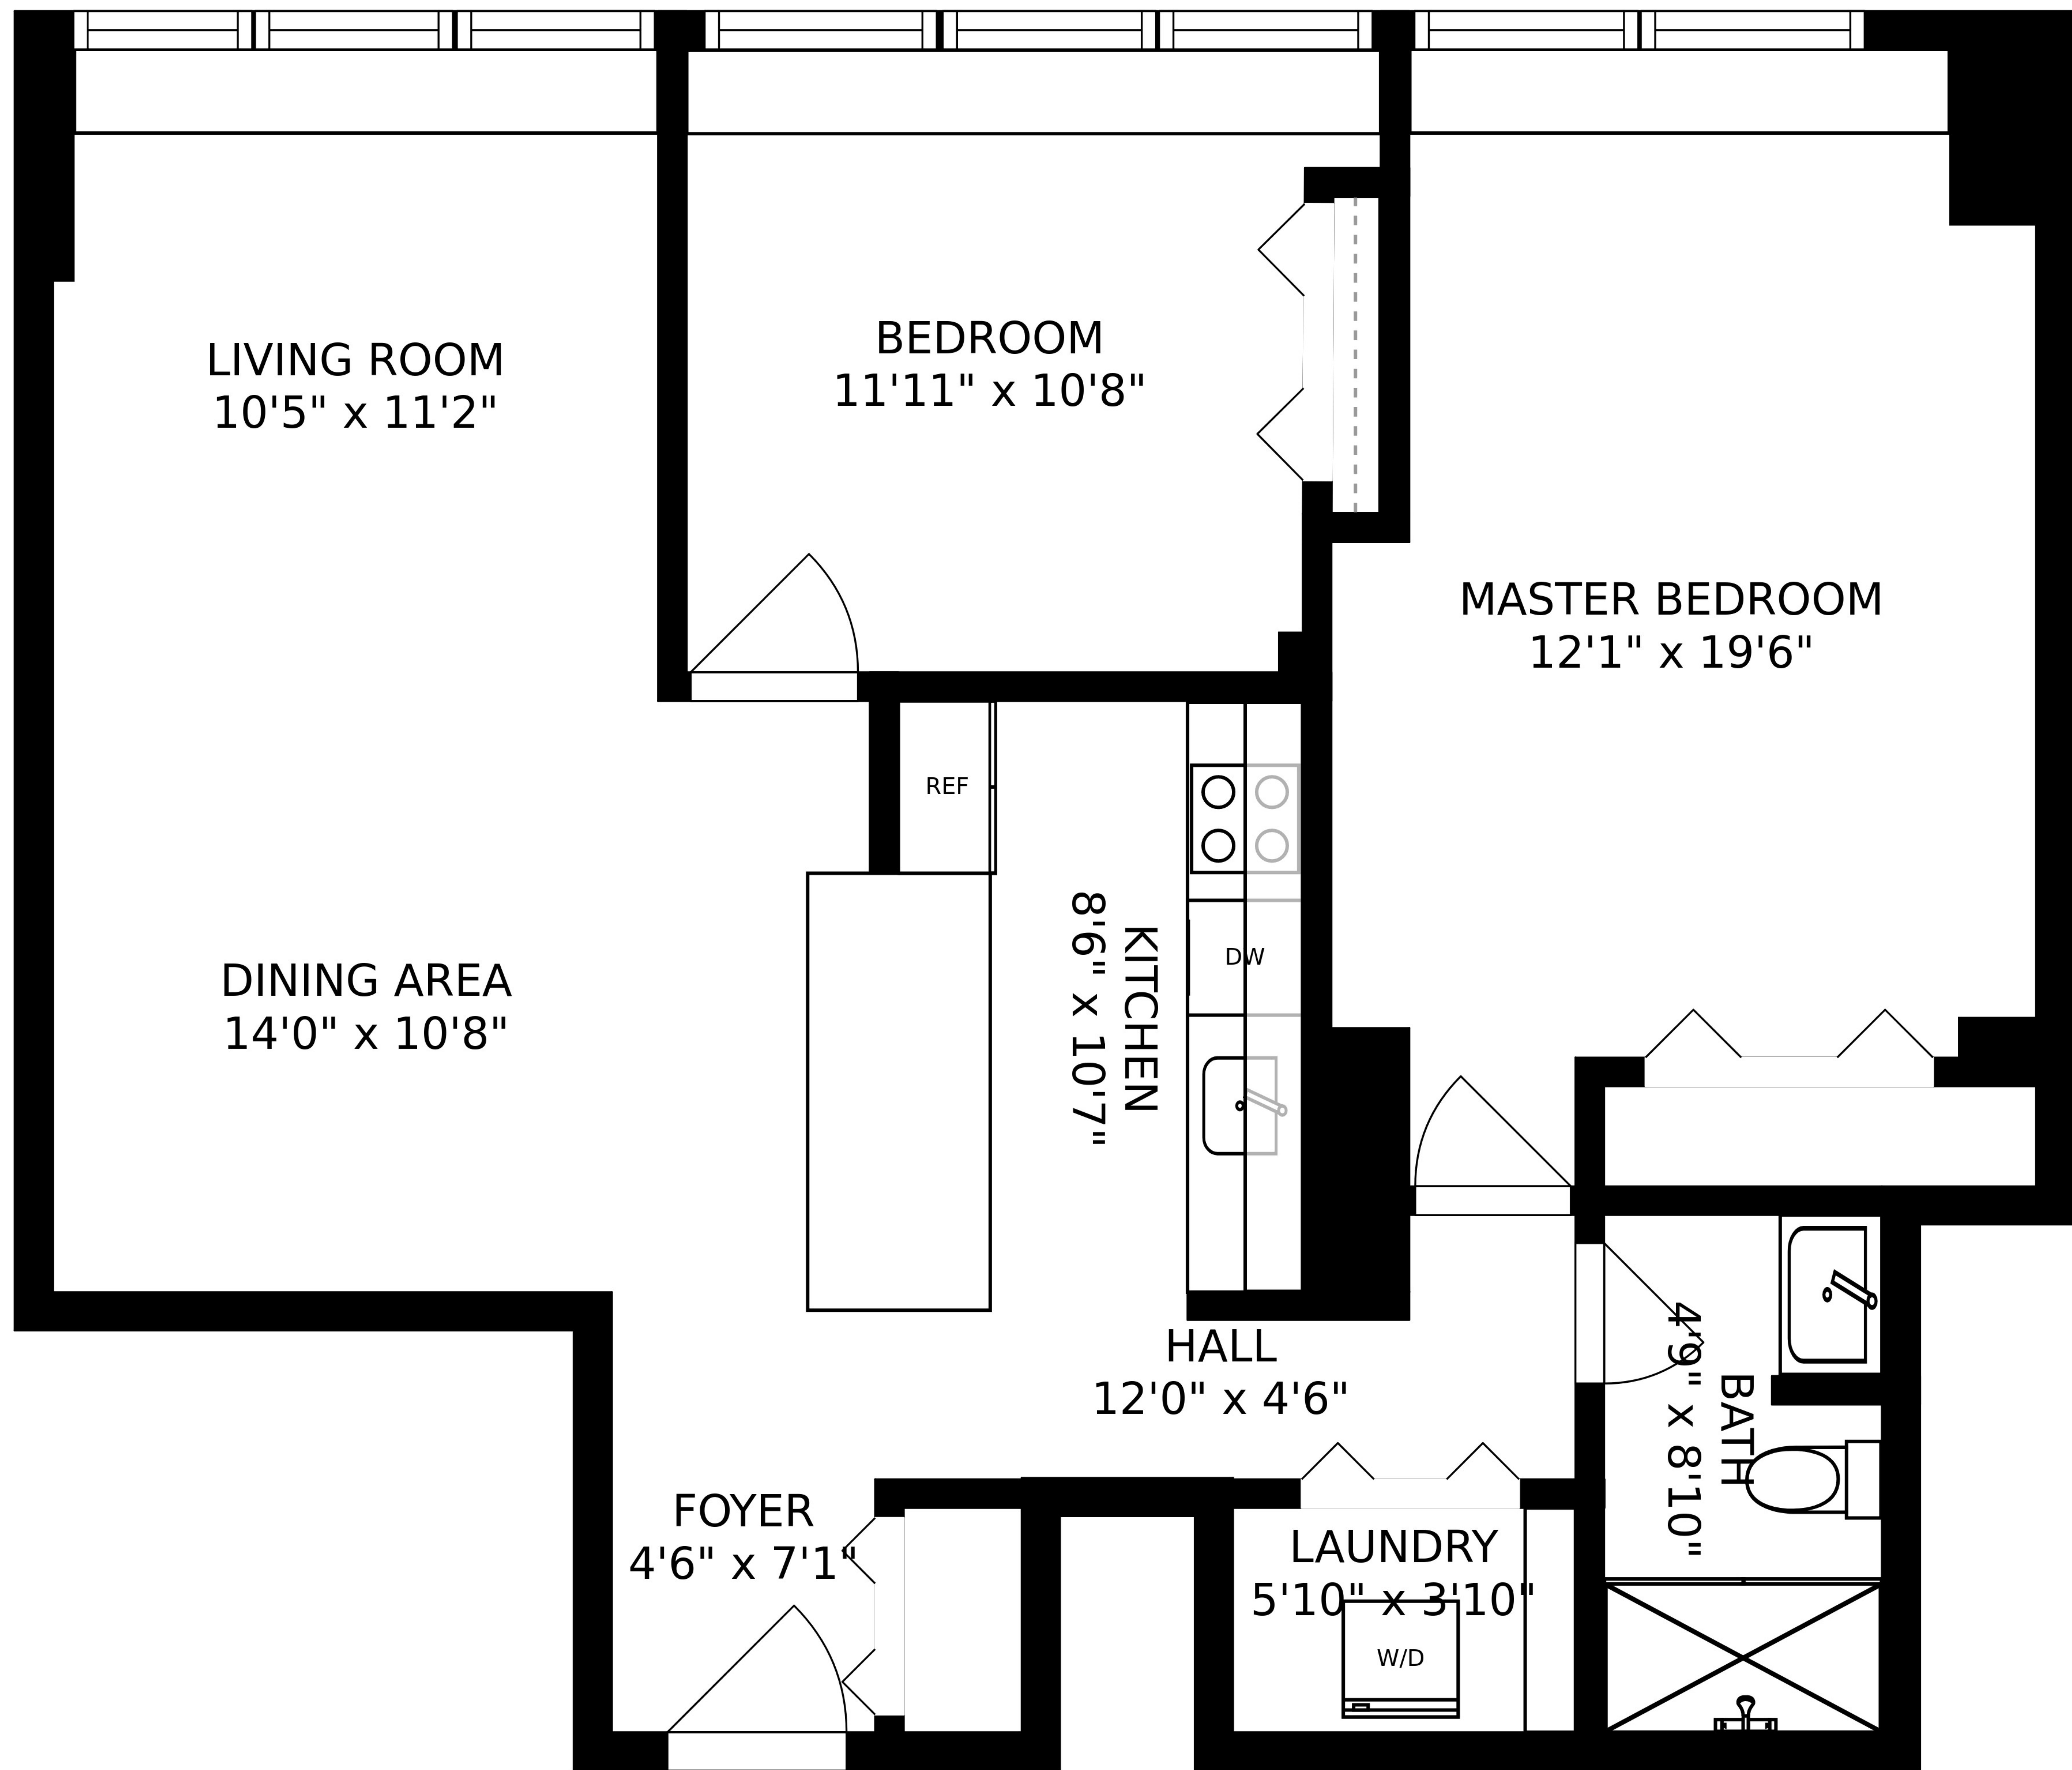 LIVING ROOM
10'5" x 11'2"
BEDROOM
11'11" x 10'8"
MASTER BEDROOM
12'1" x 19'6"
REF
DW
KITCHEN
8'6" x 10'7"
DINING AREA
14'0" x 10'8"
HALL
12'0" x 4'6"
BATH
4'9" x 8'10"
FOYER
4'6" x 7'1"
LAUNDRY
5'10" x 3'10"
W/D